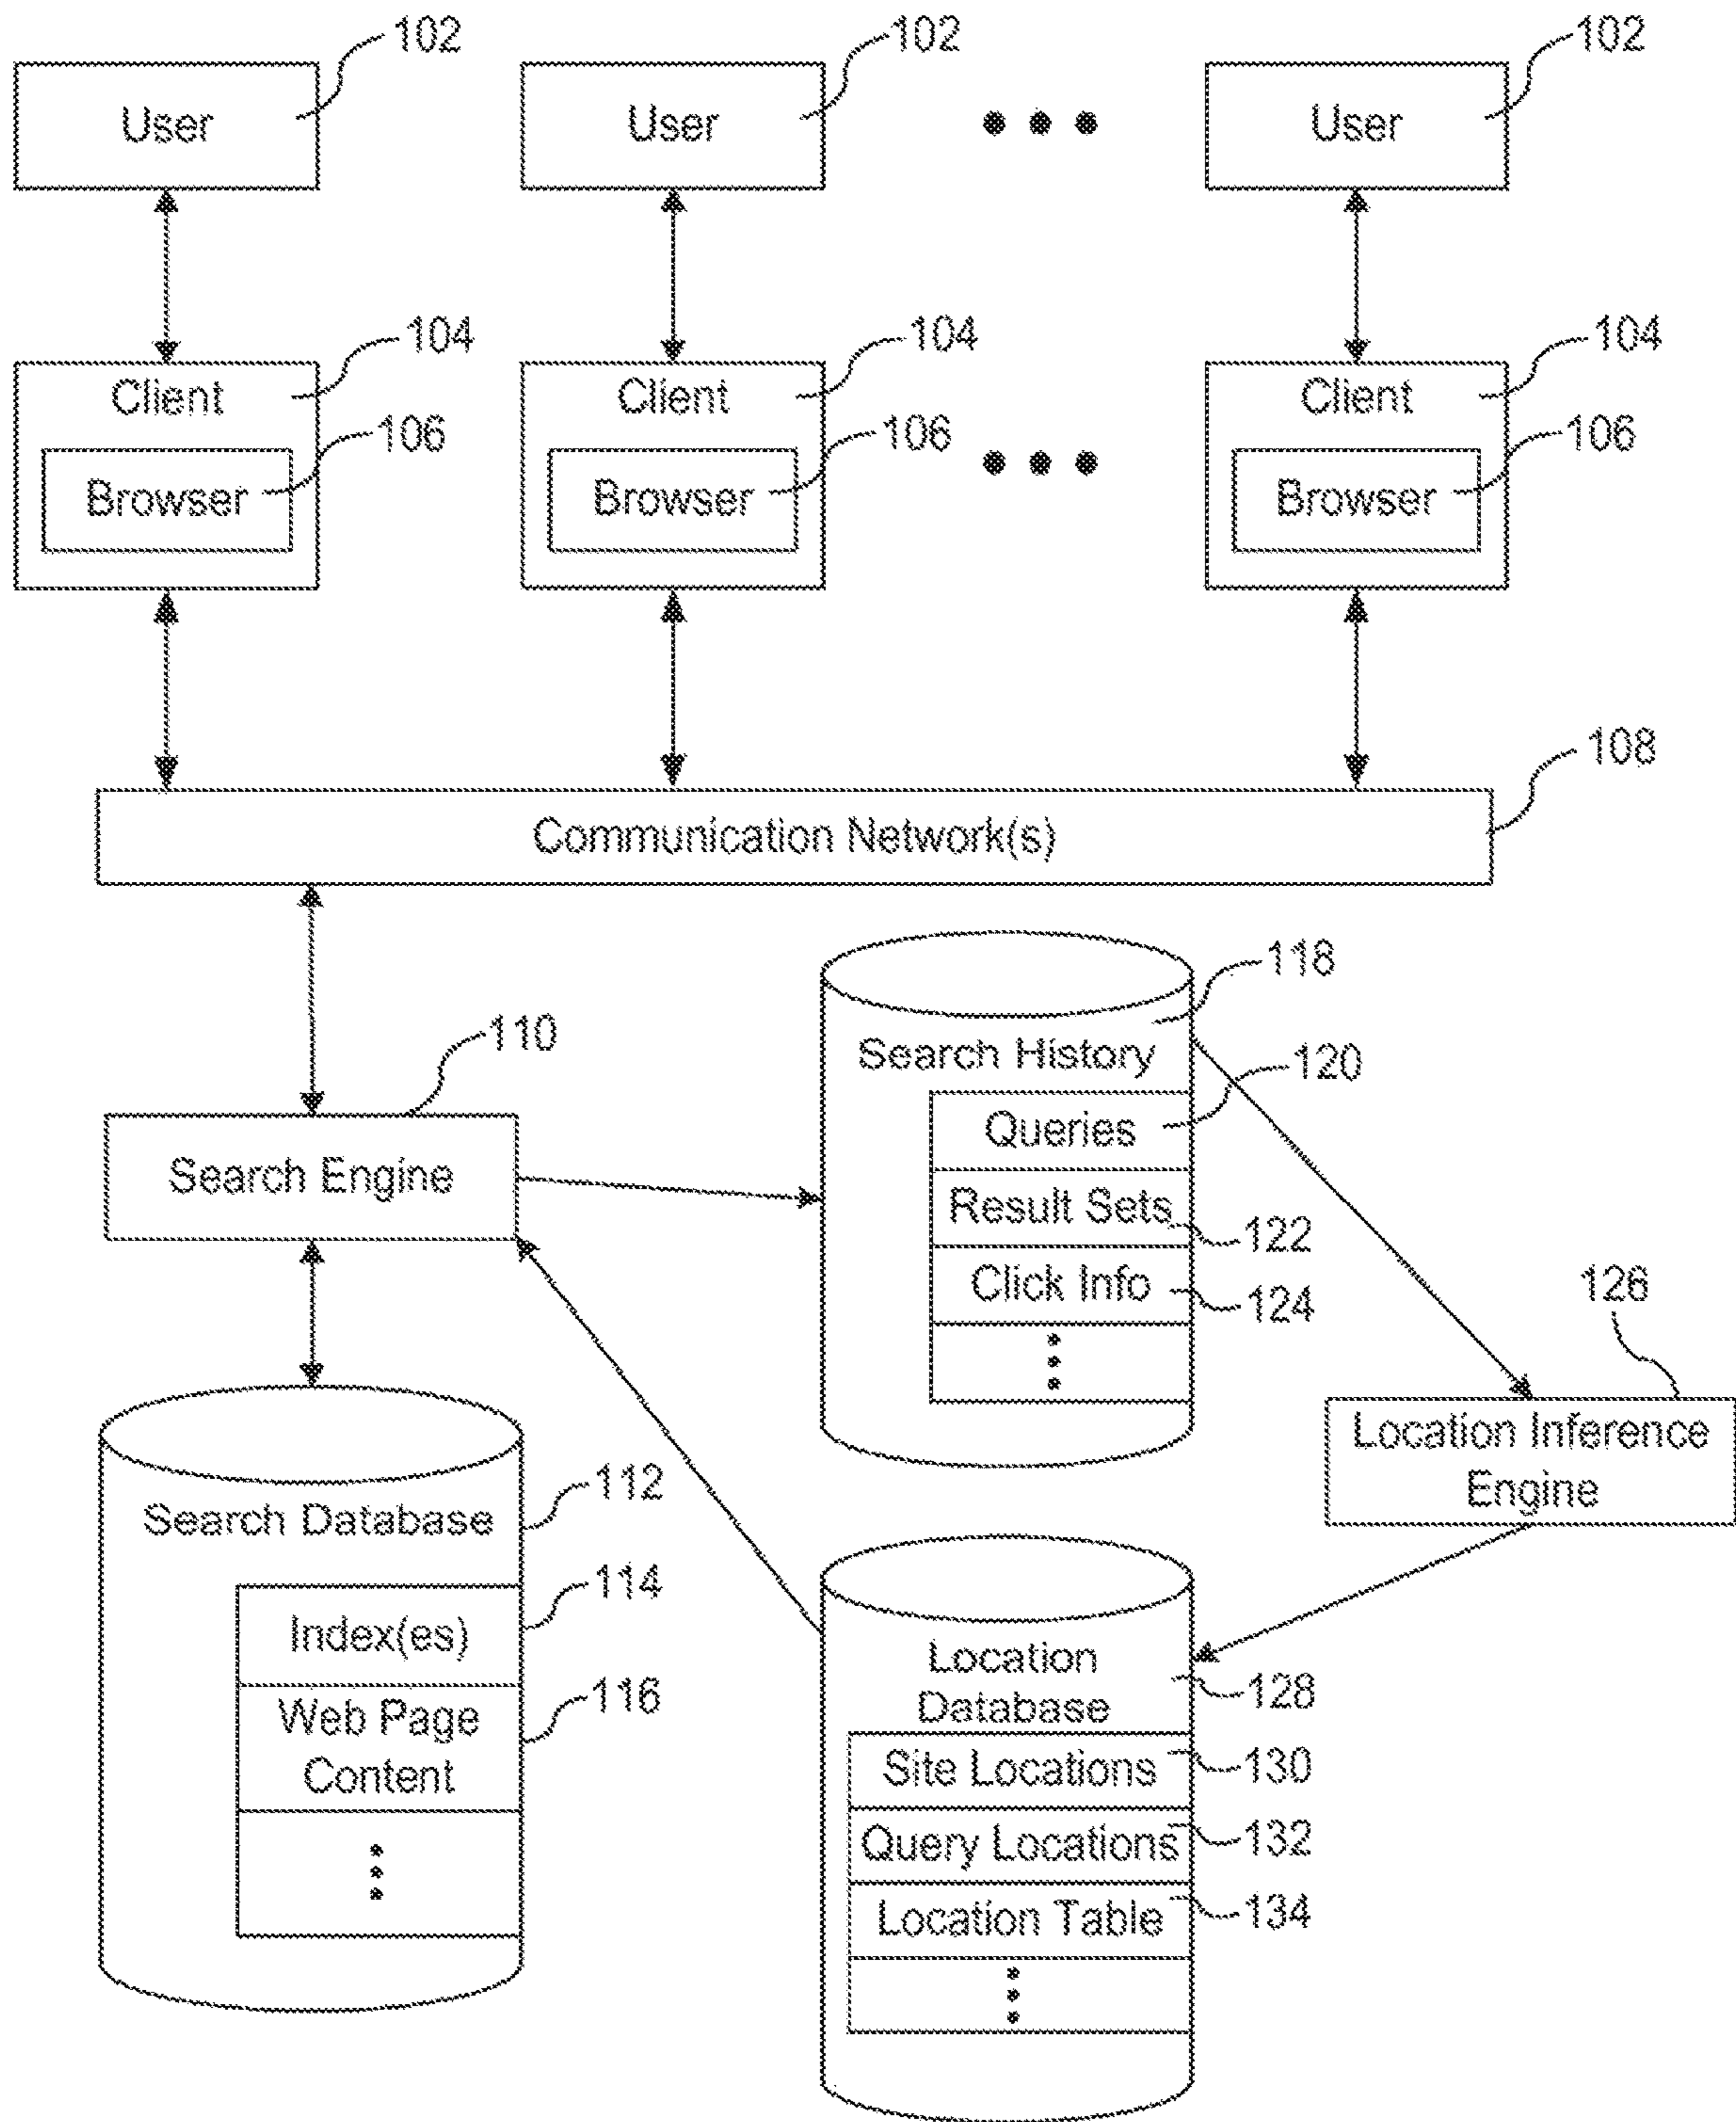 102 102 102
User User User
104 104 104
Client Client Client
106 106 106
Browser Browser Browser
108
Communication Network(s)
118
Search History
120
Queries
110
Search Engine
Result Sets
122
Click Info
124
126
Location Inference
Engine
112
Search Database
114
Index(es)
116
Web Page
Content
Location
Database
128
Site Locations
130
Query Locations
132
Location Table
134